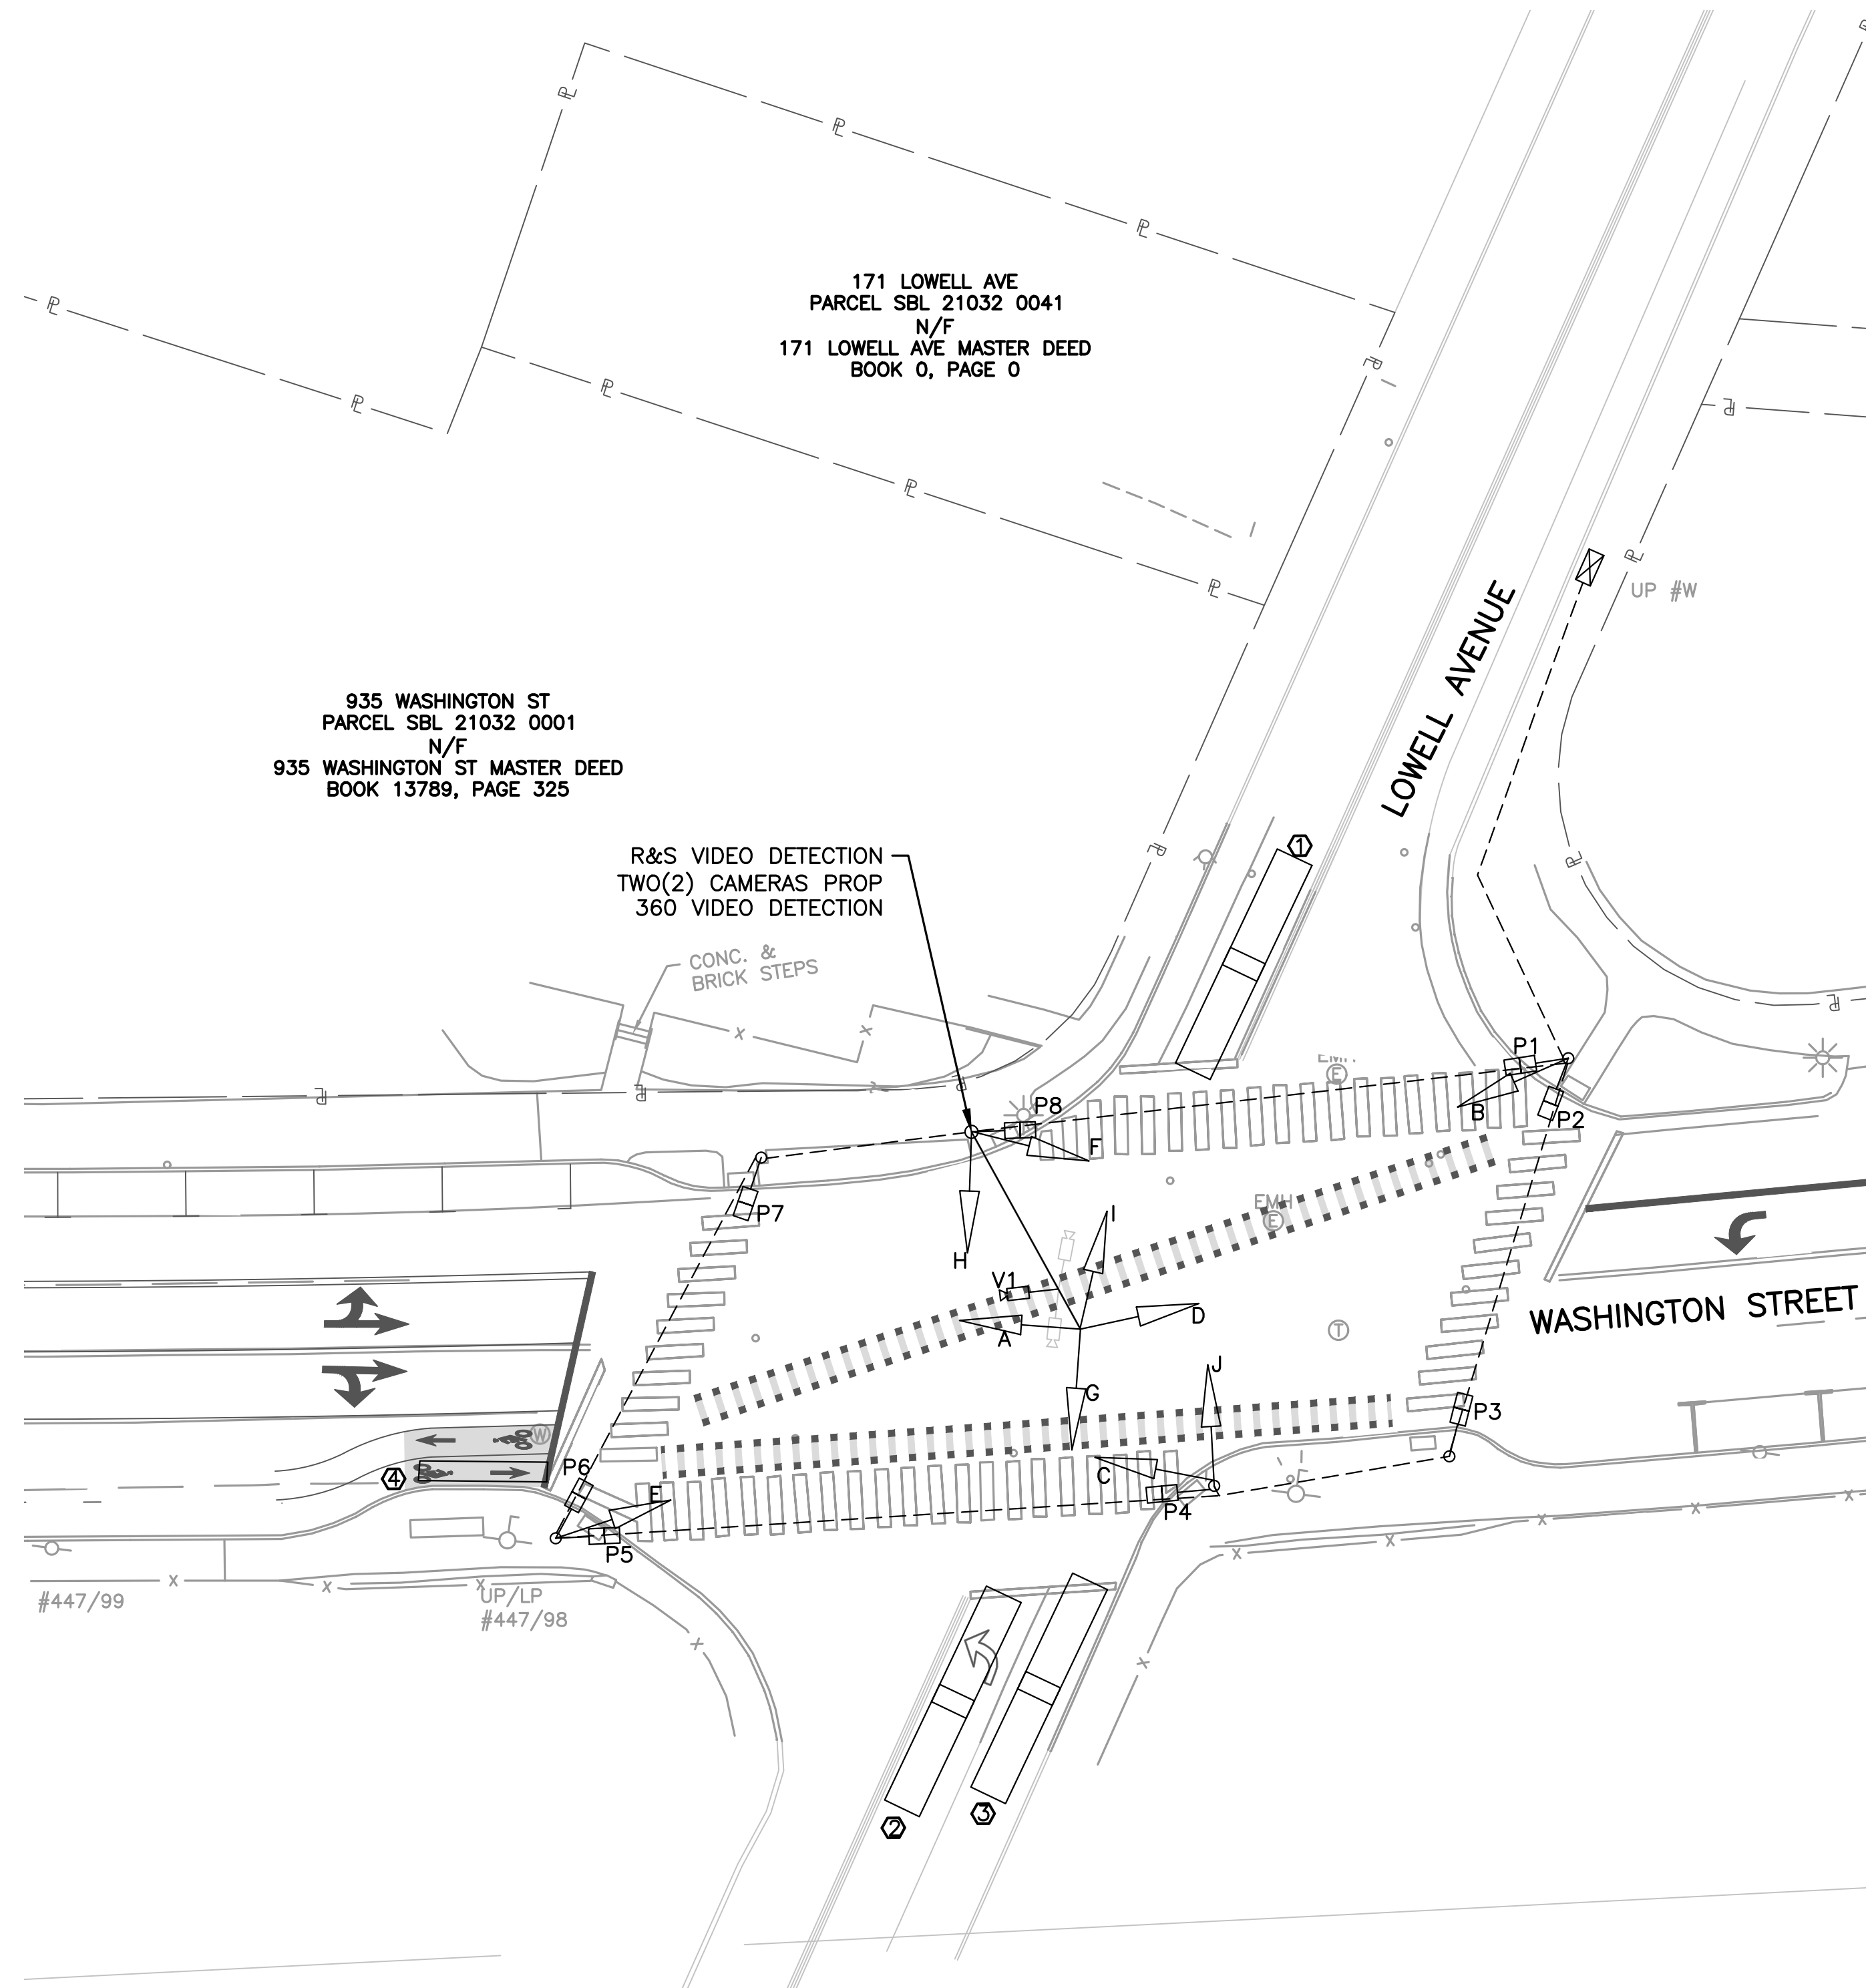 171 LOWELL AVE
PARCEL SBL 21032 0041
N/F
171 LOWELL AVE MASTER DEED
BOOK 0, PAGE 0
UP #W
LOWELL AVENUE
935 WASHINGTON ST
PARCEL SBL 21032 0001
N/F
935 WASHINGTON ST MASTER DEED
BOOK 13789, PAGE 325
R&S VIDEO DETECTION
TWO(2) CAMERAS PROP
360 VIDEO DETECTION
CONC. &
BRICK STEPS
1
P1
E
B
P2
P8
F
P7
EMH
E
H
I
V1
A
D
T
WASHINGTON STREET
G
J
P3
W
4
P6
E
C
P4
P5
#447/99
UP/LP
#447/98
2
3